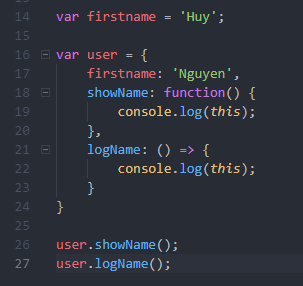 14 var firstname = 'Huy';
15
16 var user = {
17     firstname: 'Nguyen',
18     showName: function() {
19         console.log(this);
20     },
21     logName: () => {
22         console.log(this);
23     }
24 }
25
26 user.showName();
27 user.logName();